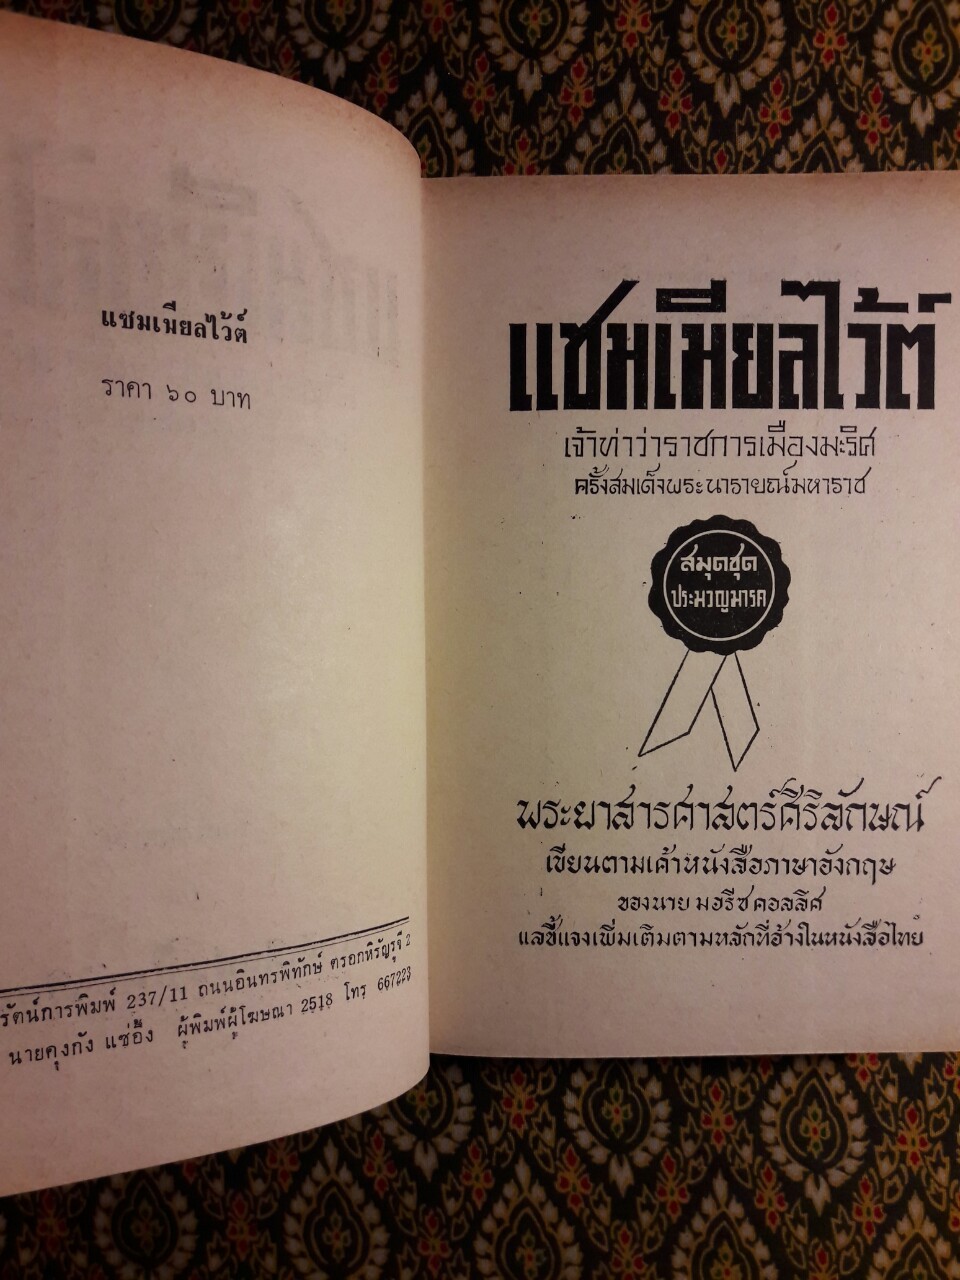 แซมเมียลไว้ต์
ราคา ๖๐ บาท
รัตน์การพิมพ์ 237/11 ถนนอินทรพิทักษ์ ตรอกหิรัญรุจี 2
นายคุงกัง แซ่อึ้ง ผู้พิมพ์ผู้โฆษณา 2518 โทร 667223
แซมเมียลไว้ต์
เจ้าท่าว่าราชการเมืองมะริศ
ครั้งสมเด็จพระนารายณ์มหาราช
สมุดชุด
ประมวญมารค
พระยาสารศาสตร์ศิริลักษณ์
เขียนตามเค้าหนังสือภาษาอังกฤษ
ของนาย มอรีซ คอลลิศ
แลชี้แจงเพิ่มเติมตามหลักที่อ้างในหนังสือไทย